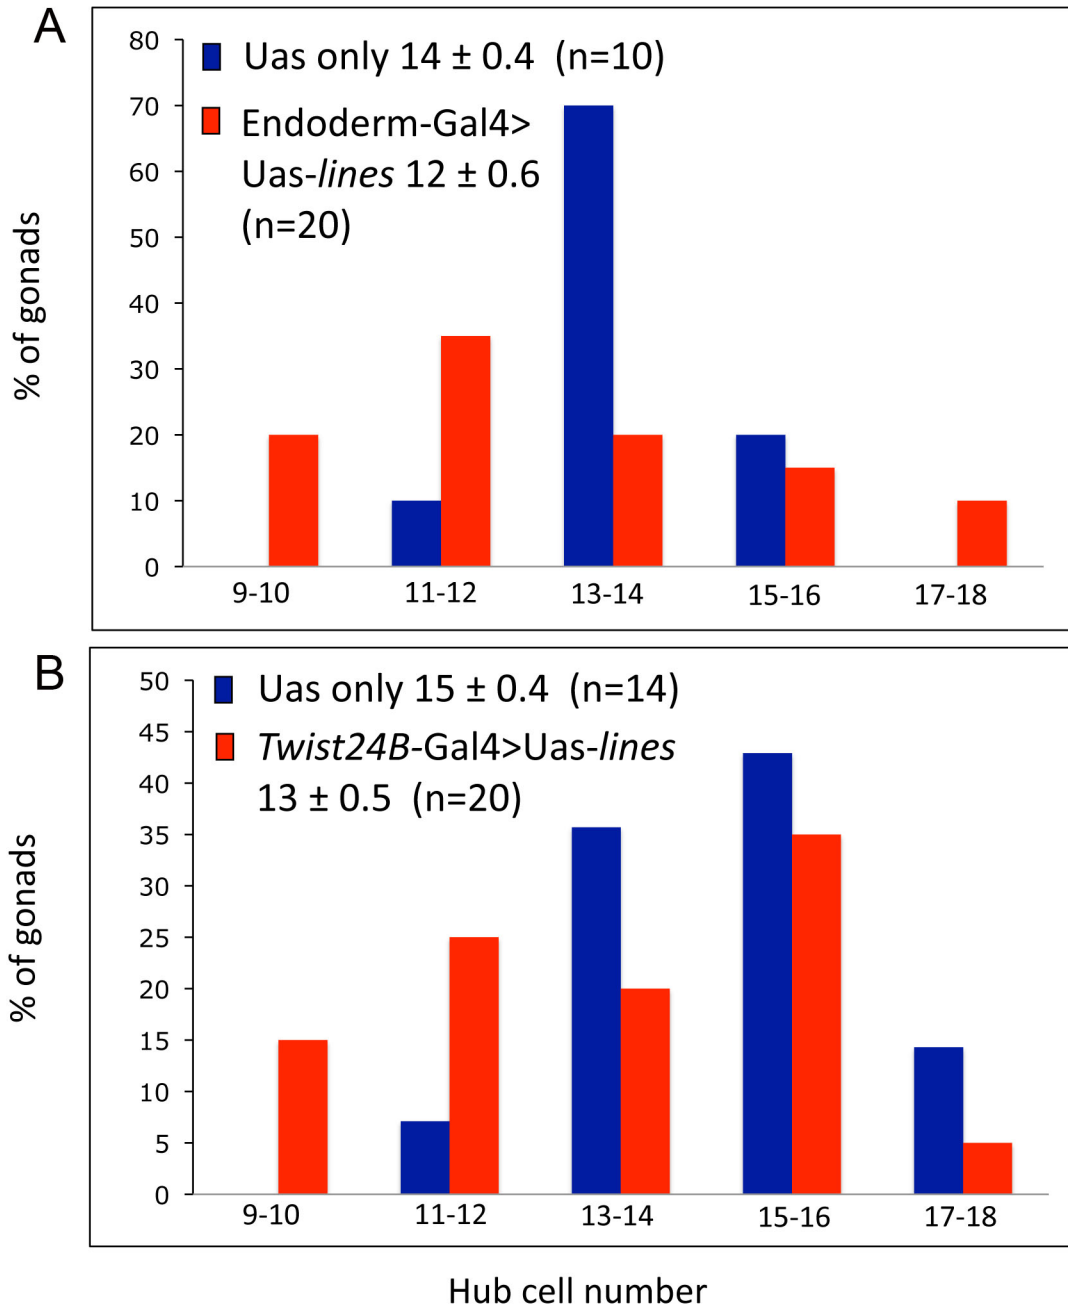 A
80
70
60
50
40
30
20
10
0
% of gonads
Uas only 14 ± 0.4 (n=10)
Endoderm-Gal4>
Uas-lines 12 ± 0.6
(n=20)
9-10 11-12 13-14 15-16 17-18
B
50
45
40
35
30
25
20
15
10
5
0
% of gonads
Uas only 15 ± 0.4 (n=14)
Twist24B-Gal4>Uas-lines
13 ± 0.5 (n=20)
9-10 11-12 13-14 15-16 17-18
Hub cell number